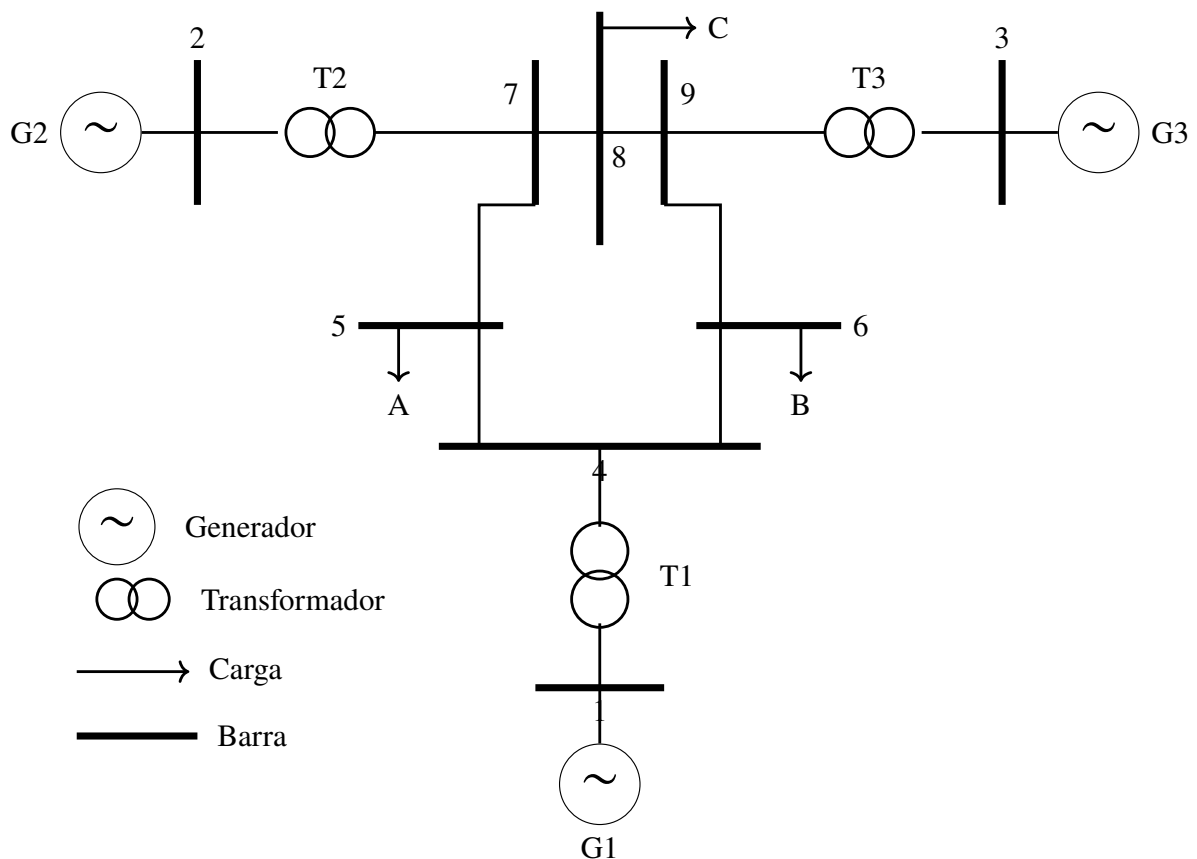 C
2
3
T2
T3
7
9
G2
~
~
G3
8
5
6
A
B
4
~
Generador
T1
Transformador
Carga
1
Barra
~
G1